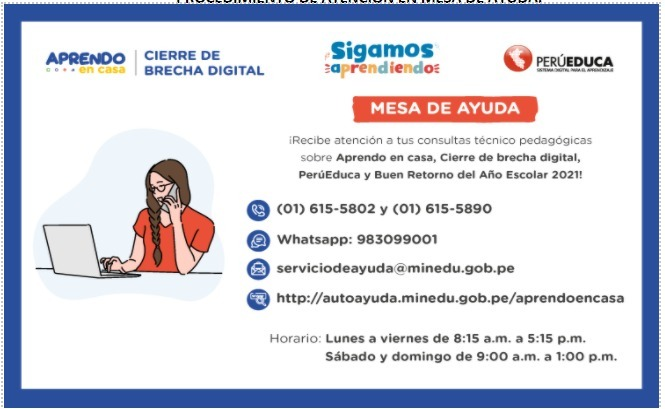 PROCEDIMIENTO DE ATENCIÓN EN MESA DE AYUDA:
APRENDO
en casa
CIERRE DE
BRECHA DIGITAL
Sigamos
aprendiendo
PERÚEDUCA
SISTEMA DIGITAL PARA EL APRENDIZAJE
MESA DE AYUDA
¡Recibe atención a tus consultas técnico pedagógicas
sobre Aprendo en casa, Cierre de brecha digital,
PerúEduca y Buen Retorno del Año Escolar 2021!
(01) 615-5802 y (01) 615-5890
Whatsapp: 983099001
serviciodeayuda@minedu.gob.pe
http://autoayuda.minedu.gob.pe/aprendoencasa
Horario: Lunes a viernes de 8:15 a.m. a 5:15 p.m.
Sábado y domingo de 9:00 a.m. a 1:00 p.m.